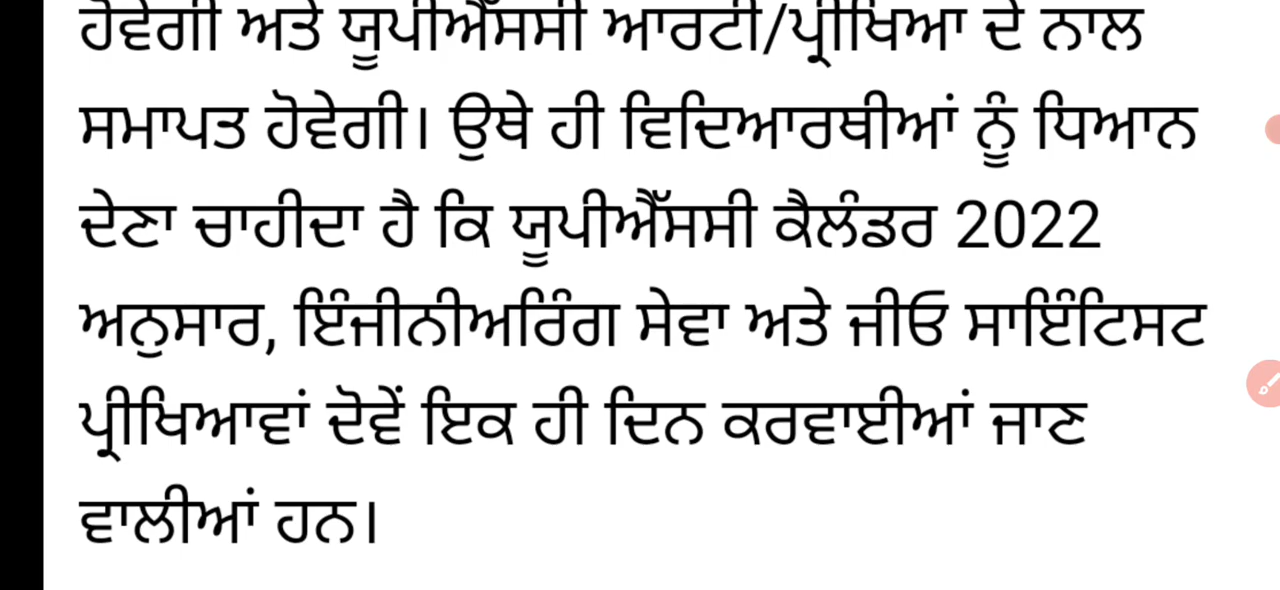 ਹੋਵੇਗੀ ਅਤੇ ਯੂਪੀਐੱਸਸੀ ਆਰਟੀ/ਪ੍ਰੀਖਿਆ ਦੇ ਨਾਲ
ਸਮਾਪਤ ਹੋਵੇਗੀ। ਉਥੇ ਹੀ ਵਿਦਿਆਰਥੀਆਂ ਨੂੰ ਧਿਆਨ
ਦੇਣਾ ਚਾਹੀਦਾ ਹੈ ਕਿ ਯੂਪੀਐੱਸਸੀ ਕੈਲੰਡਰ 2022
ਅਨੁਸਾਰ, ਇੰਜੀਨੀਅਰਿੰਗ ਸੇਵਾ ਅਤੇ ਜੀਓ ਸਾਇੰਟਿਸਟ
ਪ੍ਰੀਖਿਆਵਾਂ ਦੋਵੇਂ ਇਕ ਹੀ ਦਿਨ ਕਰਵਾਈਆਂ ਜਾਣ
ਵਾਲੀਆਂ ਹਨ।